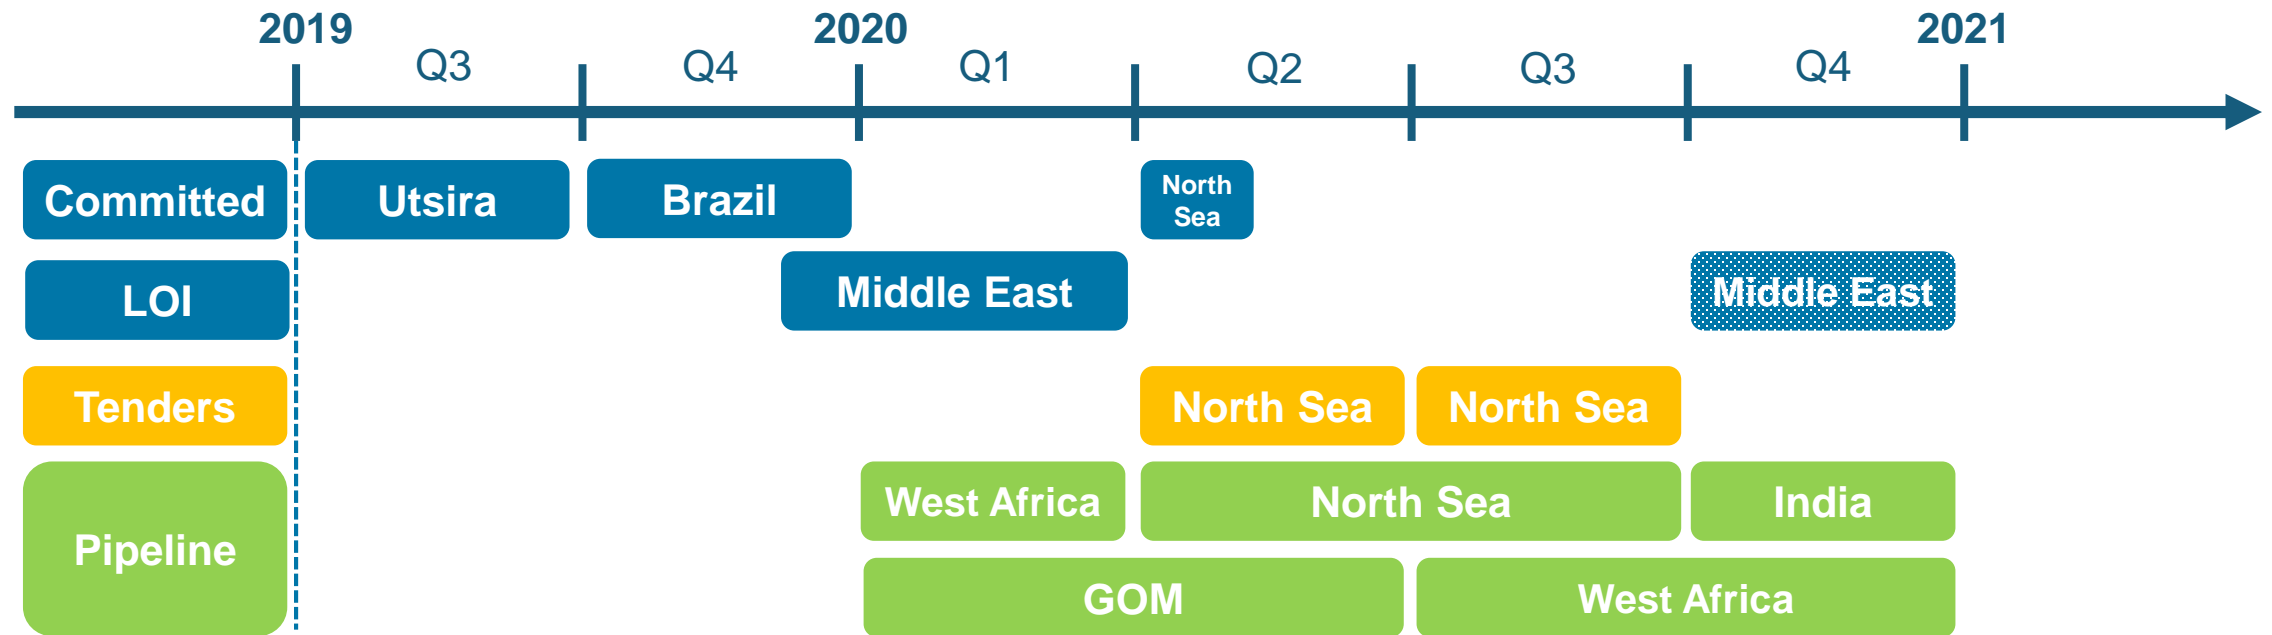 2019
2020
2021
Q3
Q4
Q1
Q2
Q3
Q4
Committed
Utsira
Brazil
North
Sea
LOI
Middle East
Middle East
Tenders
North Sea
North Sea
Pipeline
West Africa
North Sea
India
GOM
West Africa